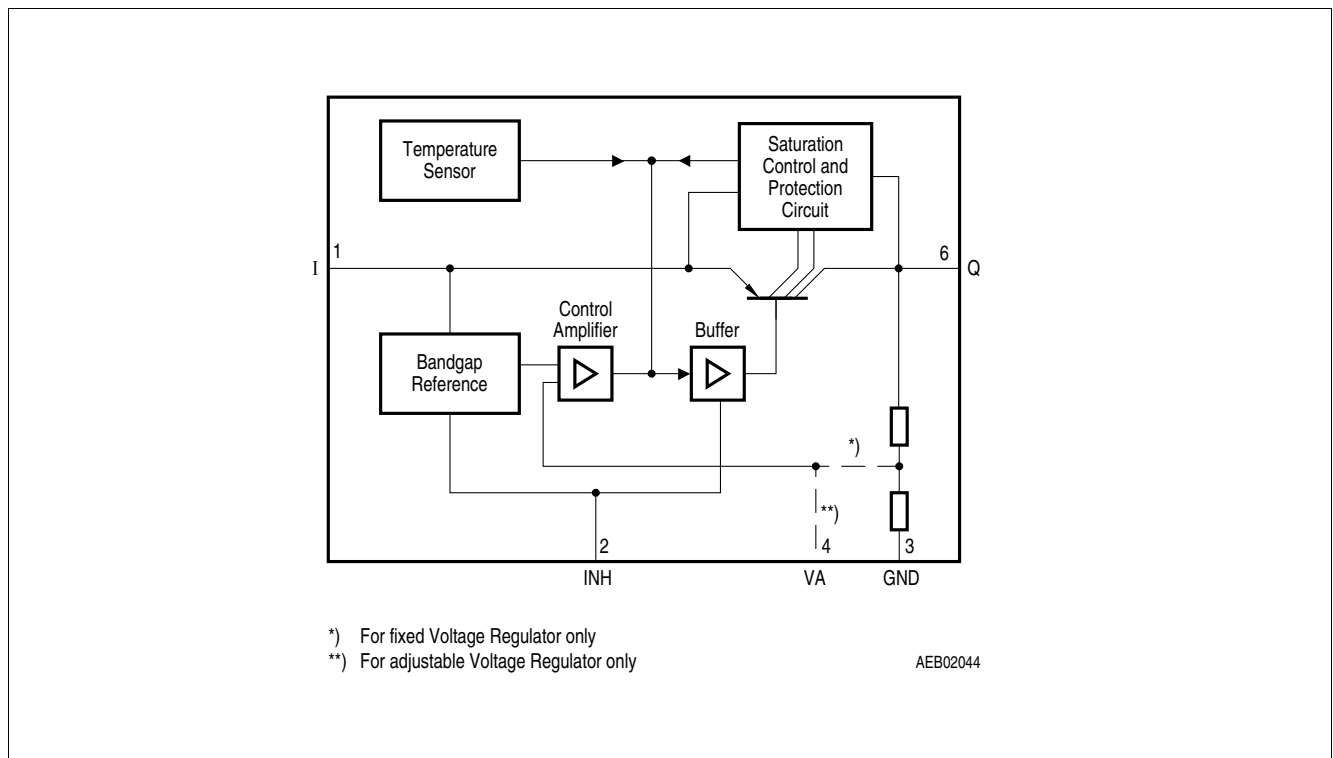 Temperature
Sensor
Saturation
Control and
Protection
Circuit
1
I
6
Q
Control
Amplifier
Buffer
Bandgap
Reference
*)
**)
2
4
3
INH
VA
GND
*) For fixed Voltage Regulator only
**) For adjustable Voltage Regulator only
AEB02044